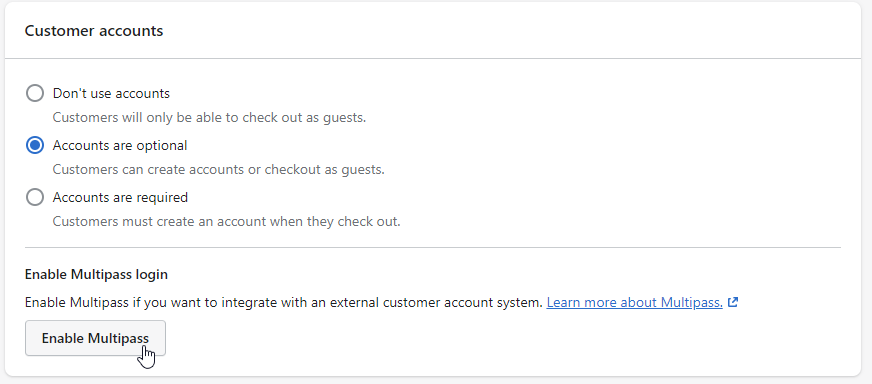 Customer accounts
Don't use accounts
Customers will only be able to check out as guests.
Accounts are optional
Customers can create accounts or checkout as guests.
Accounts are required
Customers must create an account when they check out.
Enable Multipass login
Enable Multipass if you want to integrate with an external customer account system. Learn more about Multipass.
Enable Multipass